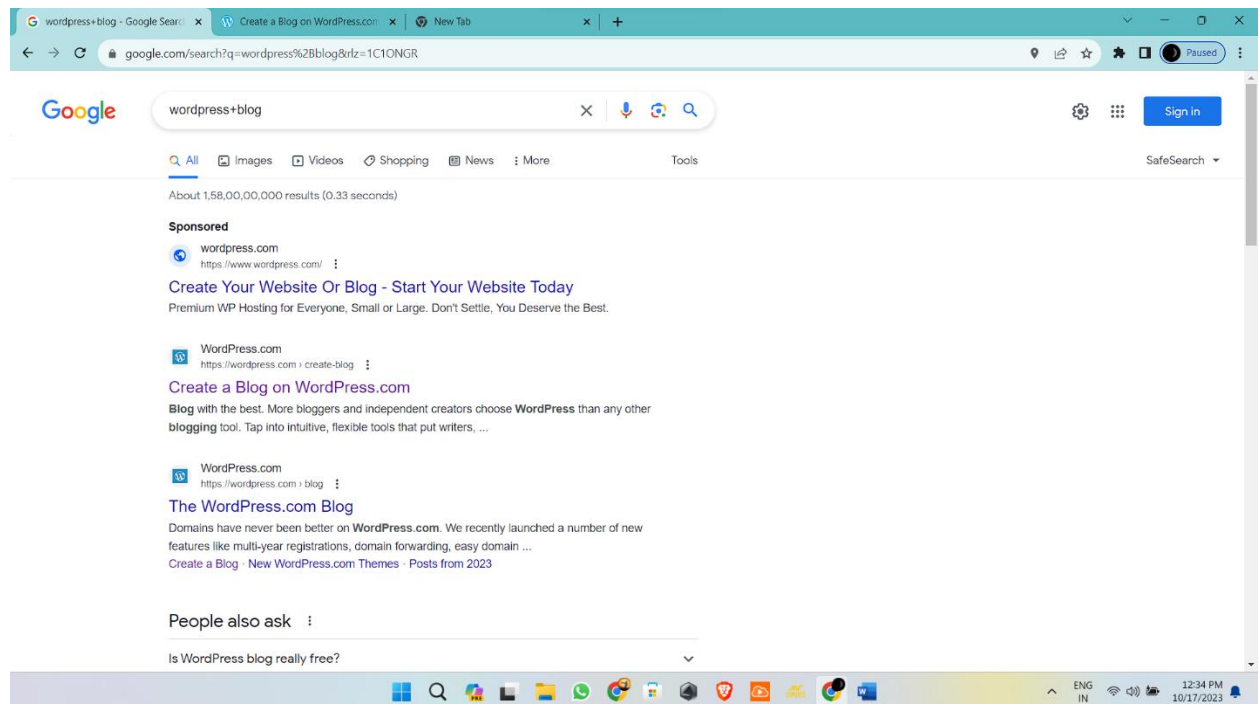 wordpress+blog - Google Searc
Create a Blog on WordPress.com
New Tab
google.com/search?q=wordpress%2Bblog&rlz=1C1ONGR
Paused
Google
wordpress+blog
Sign in
All Images Videos Shopping News More Tools SafeSearch
About 1,58,00,00,000 results (0.33 seconds)
Sponsored
wordpress.com
https://www.wordpress.com/
Create Your Website Or Blog - Start Your Website Today
Premium WP Hosting for Everyone, Small or Large. Don't Settle, You Deserve the Best.
WordPress.com
https://wordpress.com › create-blog
Create a Blog on WordPress.com
Blog with the best. More bloggers and independent creators choose WordPress than any other
blogging tool. Tap into intuitive, flexible tools that put writers, ...
WordPress.com
https://wordpress.com › blog
The WordPress.com Blog
Domains have never been better on WordPress.com. We recently launched a number of new
features like multi-year registrations, domain forwarding, easy domain ...
Create a Blog · New WordPress.com Themes · Posts from 2023
People also ask
Is WordPress blog really free?
ENG
IN
12:34 PM
10/17/2023